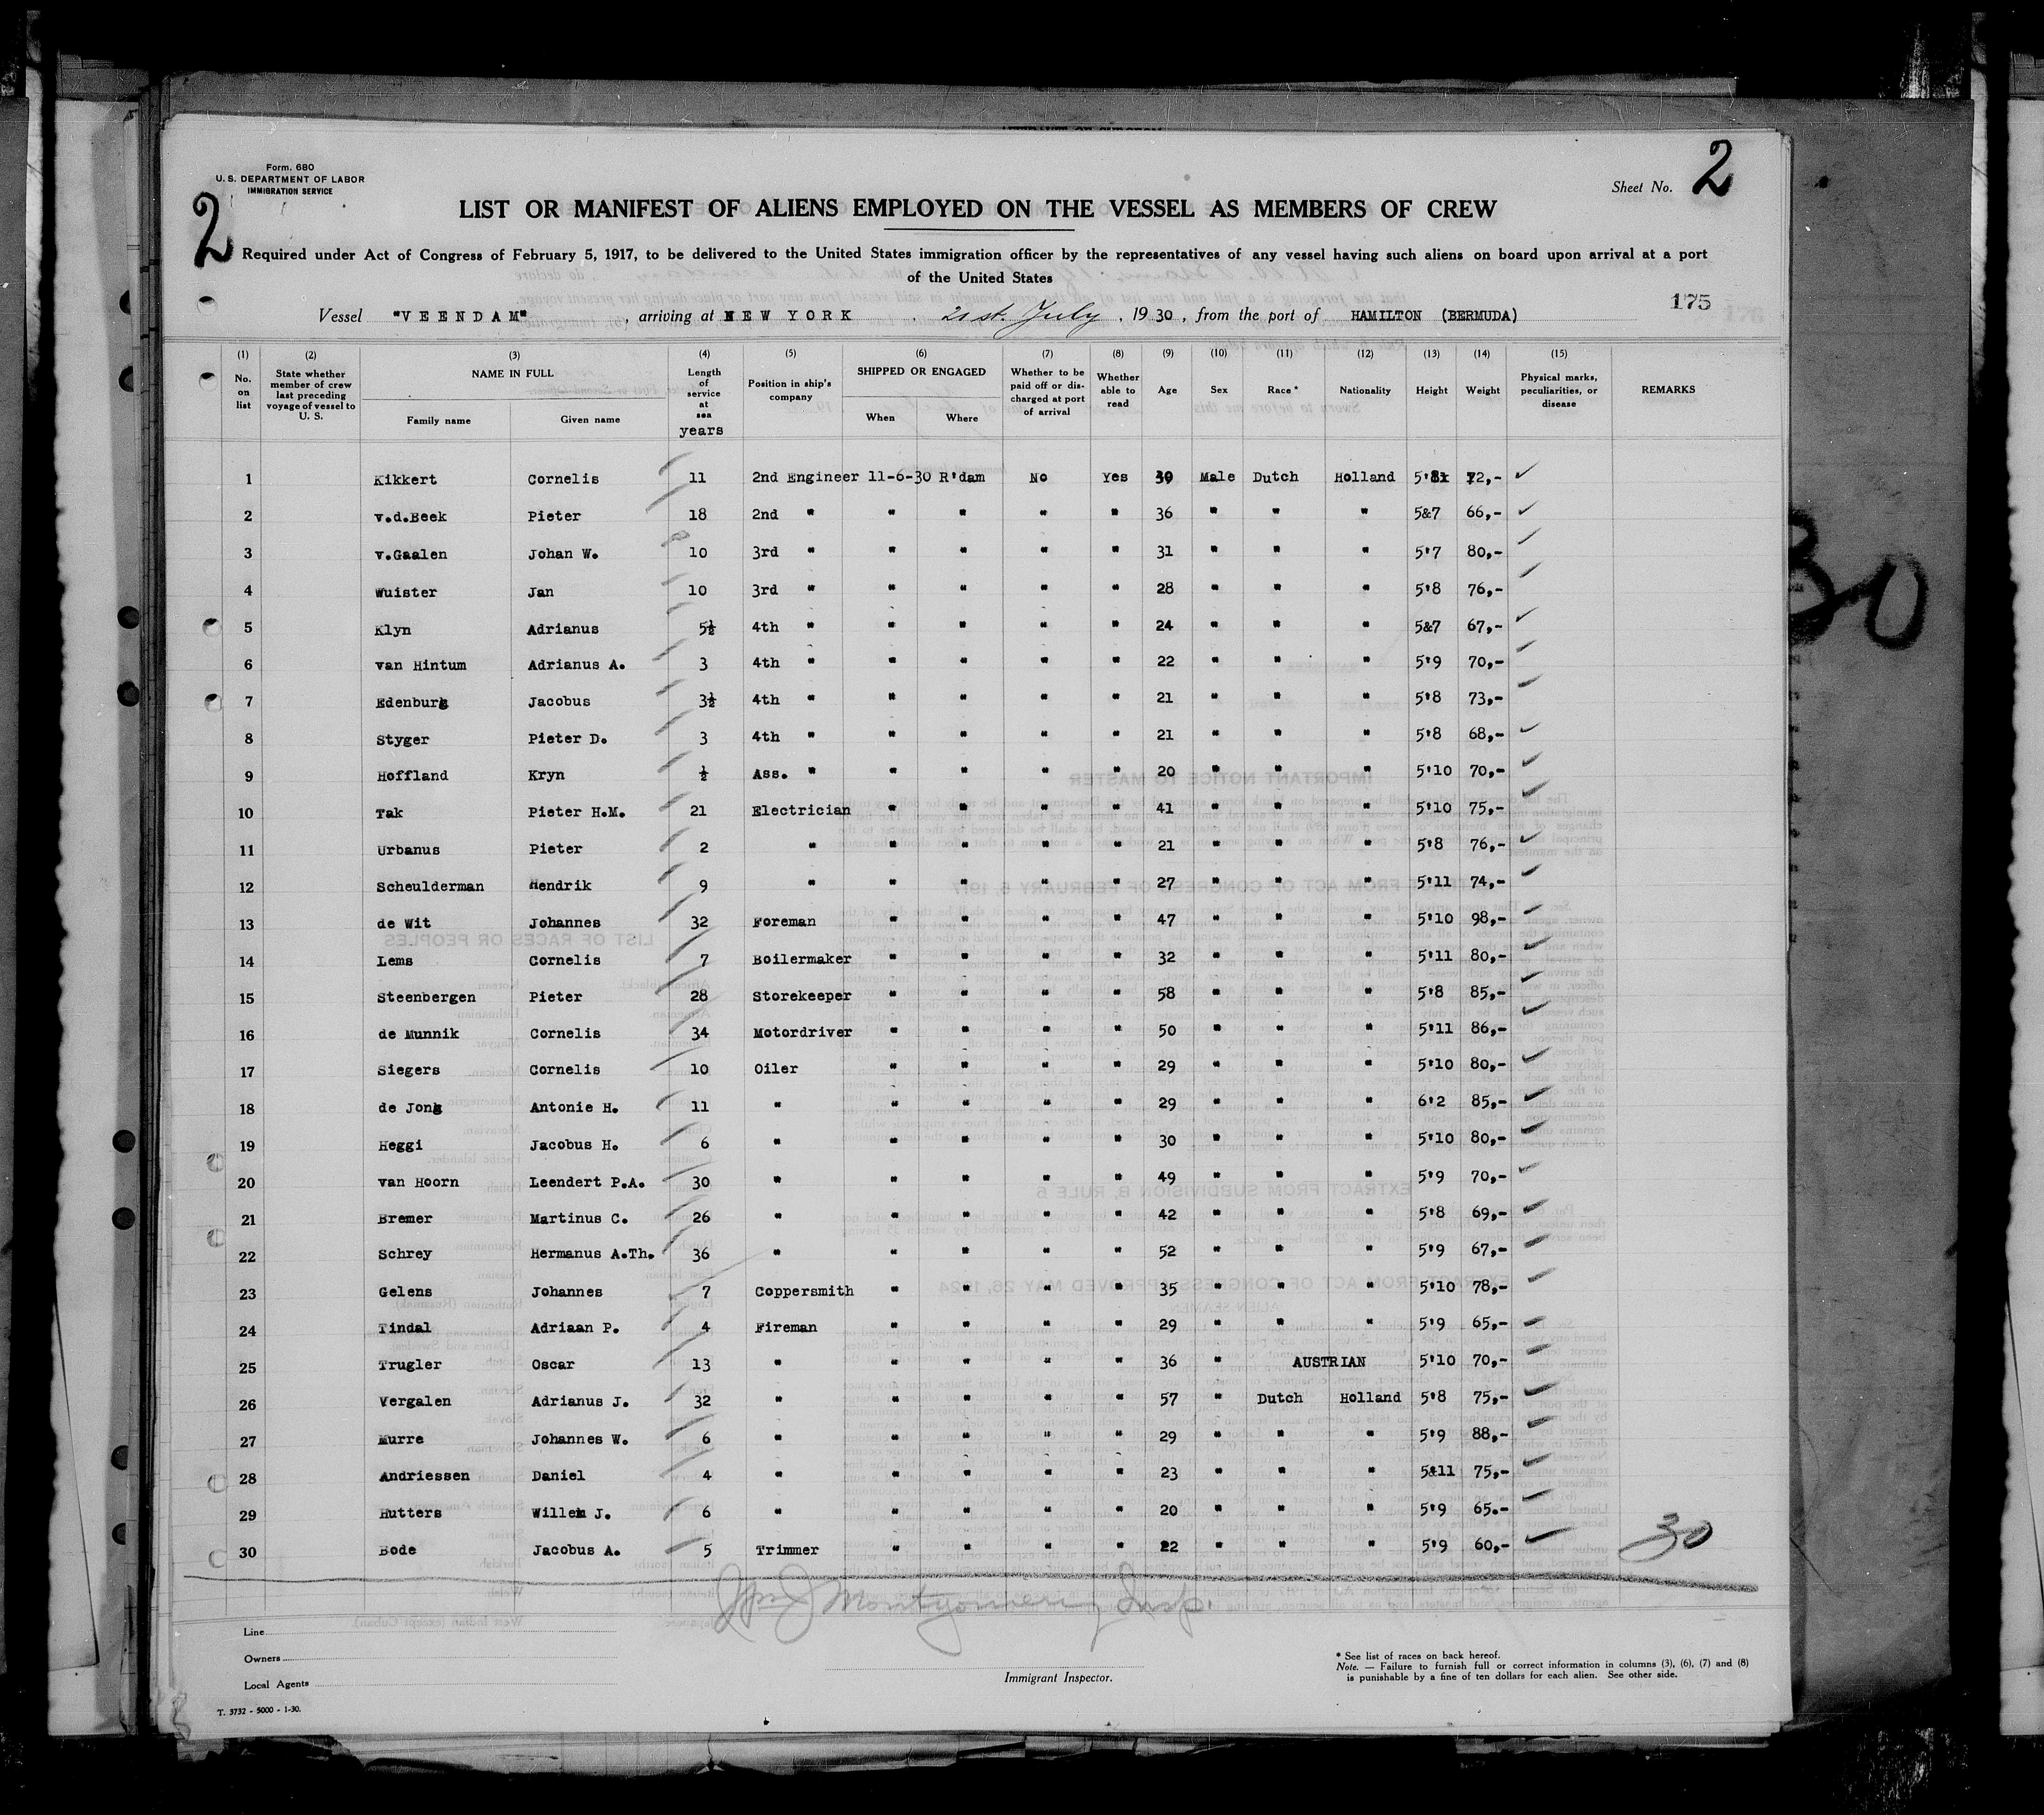 Form. 680
U. S. DEPARTMENT OF LABOR
IMMIGRATION SERVICE
Sheet No. 2
2
LIST OR MANIFEST OF ALIENS EMPLOYED ON THE VESSEL AS MEMBERS OF CREW
Required under Act of Congress of February 5, 1917, to be delivered to the United States immigration officer by the representatives of any vessel having such aliens on board upon arrival at a port
of the United States
175
Vessel "VEENDAM", arriving at NEW YORK . 21st. July , 1930, from the port of HAMILTON (BERMUDA)
(1) (2) (3) (4) (5) (6) (7) (8) (9) (10) (11) (12) (13) (14) (15)
No. on list | State whether member of crew last preceding voyage of vessel to U. S. | NAME IN FULL Family name Given name | Length of service at sea years | Position in ship's company | SHIPPED OR ENGAGED When Where | Whether to be paid off or dis- charged at port of arrival | Whether able to read | Age | Sex | Race* | Nationality | Height | Weight | Physical marks, peculiarities, or disease | REMARKS
1 Kikkert Cornelis 11 2nd Engineer 11-6-30 R'dam No Yes 39 Male Dutch Holland 5'8 72,- ✓
2 v.d.Beek Pieter 18 2nd " " " " " 36 " " " 5&7 66,- ✓
3 v.Gaalen Johan W. 10 3rd " " " " " 31 " " " 5'7 80,- ✓
4 Wuister Jan 10 3rd " " " " " 28 " " " 5'8 76,- ✓
5 Klyn Adrianus 5½ 4th " " " " " 24 " " " 5&7 67,- ✓
6 van Hintum Adrianus A. 3 4th " " " " " 22 " " " 5'9 70,- ✓
7 Edenburg Jacobus 3½ 4th " " " " " 21 " " " 5'8 73,- ✓
8 Styger Pieter D. 3 4th " " " " " 21 " " " 5'8 68,- ✓
9 Hoffland Kryn ½ Ass. " " " " " 20 " " " 5'10 70,- ✓
10 Tak Pieter H.M. 21 Electrician " " " " 41 " " " 5'10 75,- ✓
11 Urbanus Pieter 2 " " " " " 21 " " " 5'8 76,- ✓
12 Scheulderman Hendrik 9 " " " " " 27 " " " 5'11 74,- ✓
13 de Wit Johannes 32 Foreman " " " " 47 " " " 5'10 98,- ✓
14 Lems Cornelis 7 Boilermaker " " " " 32 " " " 5'11 80,- ✓
15 Steenbergen Pieter 28 Storekeeper " " " " 58 " " " 5'8 85,- ✓
16 de Munnik Cornelis 34 Motordriver " " " " 50 " " " 5'11 86,- ✓
17 Siegers Cornelis 10 Oiler " " " " 29 " " " 5'10 80,- ✓
18 de Jong Antonie H. 11 " " " " " 29 " " " 6'2 85,- ✓
19 Heggi Jacobus H. 6 " " " " " 30 " " " 5'10 80,- ✓
20 van Hoorn Leendert P.A. 30 " " " " " 49 " " " 5'9 70,- ✓
21 Bremer Martinus C. 26 " " " " " 42 " " " 5'8 69,- ✓
22 Schrey Hermanus A.Th. 36 " " " " " 52 " " " 5'9 67,- ✓
23 Gelens Johannes 7 Coppersmith " " " " 35 " " " 5'10 78,- ✓
24 Tindal Adriaan P. 4 Fireman " " " " 29 " " " 5'9 65,- ✓
25 Trugler Oscar 13 " " " " " 36 " AUSTRIAN 5'10 70,- ✓
26 Vergalen Adrianus J. 32 " " " " " 57 " Dutch Holland 5'8 75,- ✓
27 Murre Johannes W. 6 " " " " " 29 " " " 5'9 88,- ✓
28 Andriessen Daniel 4 " " " " " 23 " " " 5&11 75,- ✓
29 Hutters Willem J. 6 " " " " " 20 " " " 5'9 65.- ✓
30 Bode Jacobus A. 5 Trimmer " " " " 22 " " " 5'9 60,- ✓ 30
Wm J Montgomery Insp.
Line
Owners
Local Agents
Immigrant Inspector.
* See list of races on back hereof.
Note. — Failure to furnish full or correct information in columns (3), (6), (7) and (8)
is punishable by a fine of ten dollars for each alien. See other side.
T. 3732 - 5000 - 1-30.